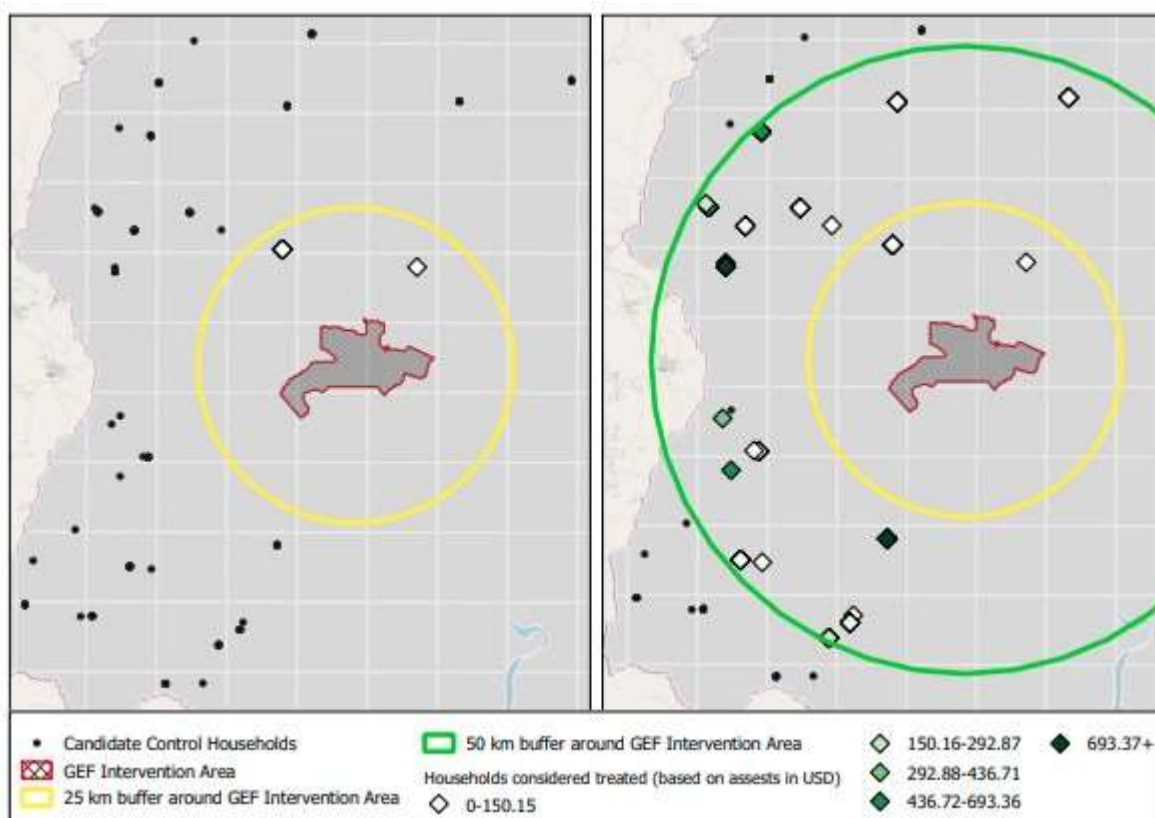 Candidate Control Households
GEF Intervention Area
25 km buffer around GEF Intervention Area
50 km buffer around GEF Intervention Area
Households considered treated (based on assests in USD)
0-150.15
150.16-292.87
292.88-436.71
436.72-693.36
693.37+